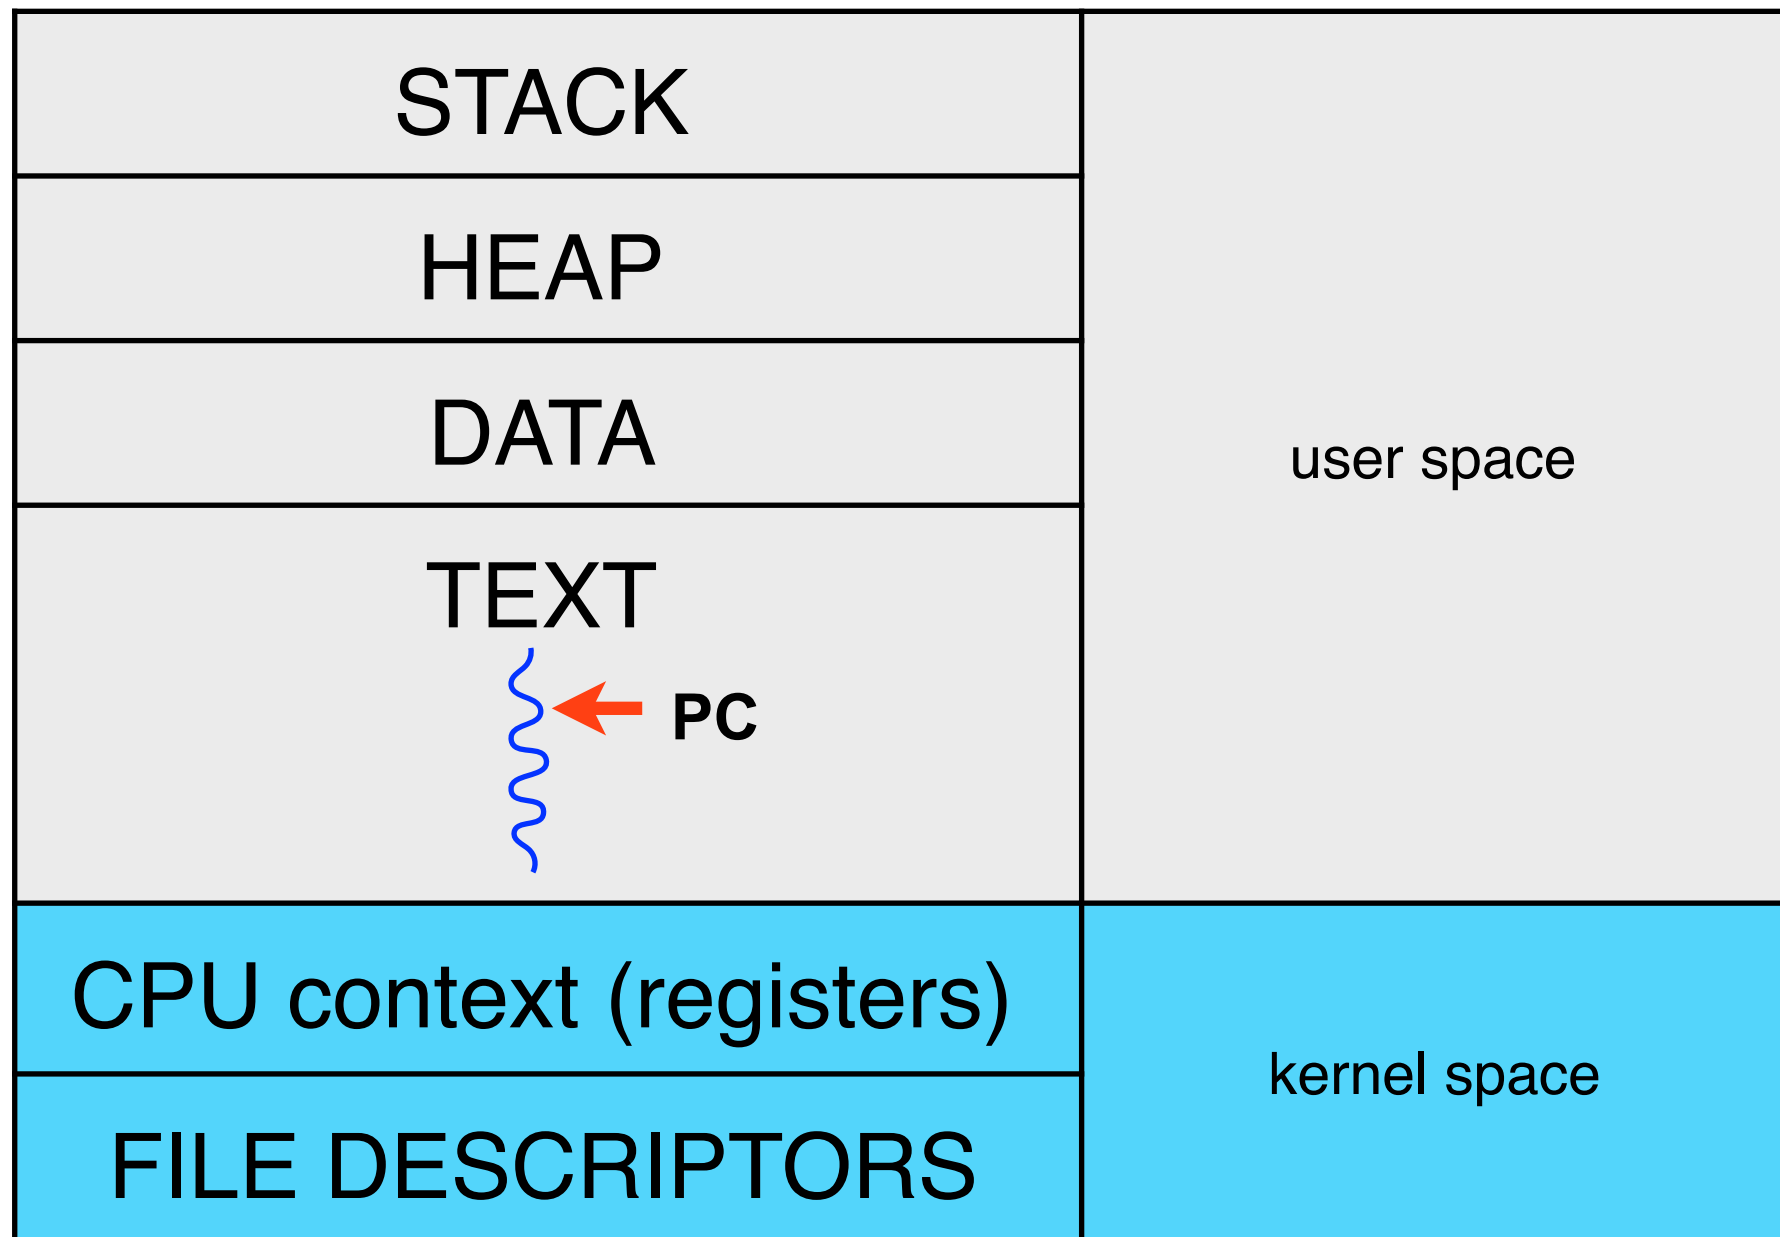 STACK
HEAP
DATA
user space
TEXT
PC
CPU context (registers)
kernel space
FILE DESCRIPTORS